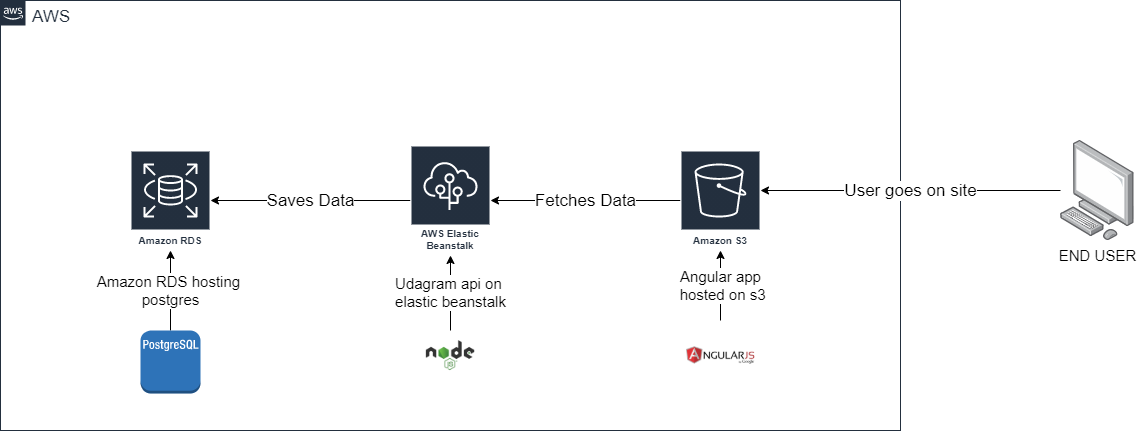 aws
AWS
Saves Data
Fetches Data
User goes on site
Amazon RDS
AWS Elastic
Beanstalk
Amazon S3
END USER
Amazon RDS hosting
postgres
Udagram api on
elastic beanstalk
Angular app
hosted on s3
PostgreSQL
node
JS
A
ANGULARJS
by Google